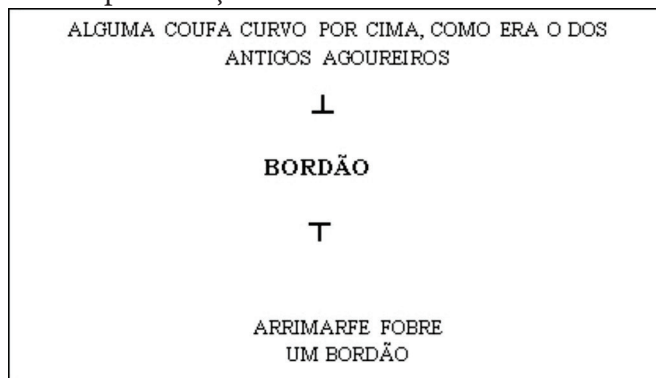 ALGUMA COUFA CURVO POR CIMA, COMO ERA O DOS
ANTIGOS AGOUREIROS
⊥
BORDÃO
⊤
ARRIMARFE FOBRE
UM BORDÃO